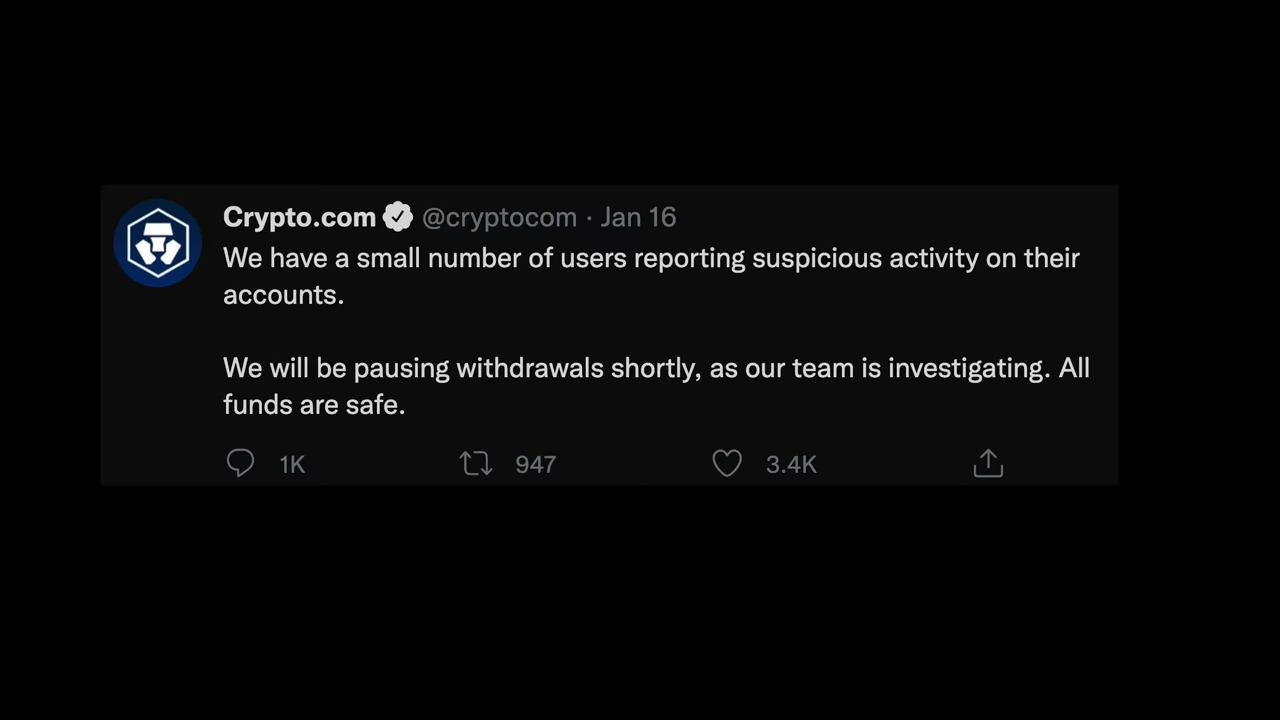 Crypto.com @cryptocom · Jan 16
We have a small number of users reporting suspicious activity on their
accounts.
We will be pausing withdrawals shortly, as our team is investigating. All
funds are safe.
1K 947 3.4K